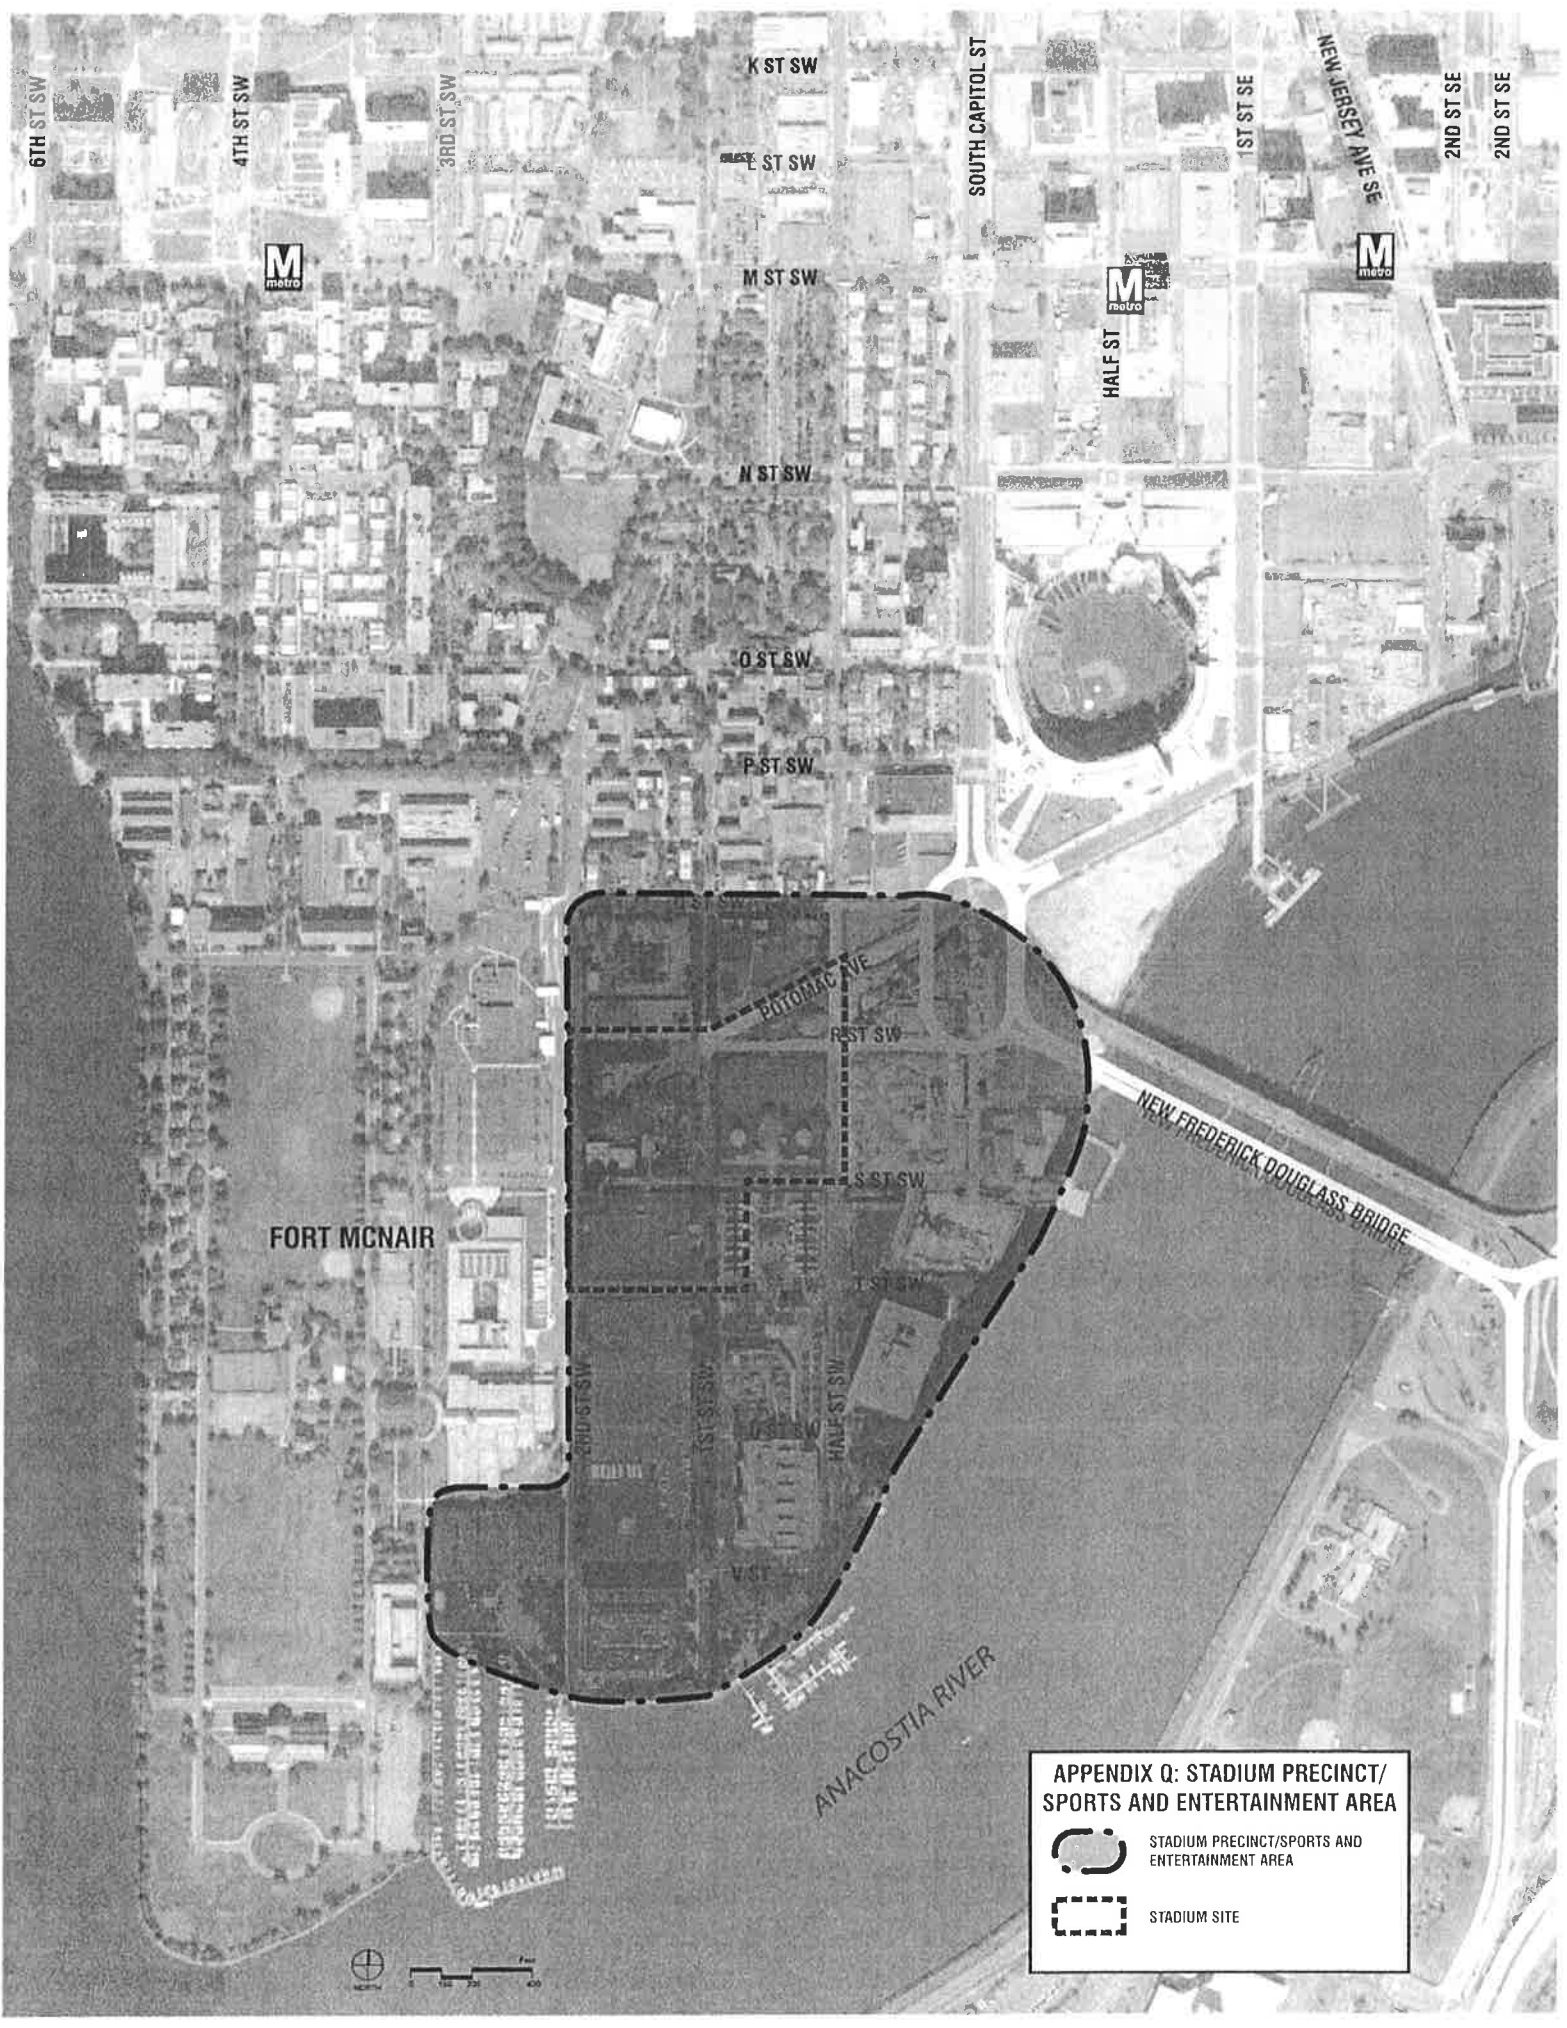 K ST SW
SOUTH CAPITOL ST
NEW JERSEY AVE SE
6TH ST SW
4TH ST SW
3RD ST SW
1ST ST SE
2ND ST SE
2ND ST SE
L ST SW
M
metro
M ST SW
M
metro
M
metro
HALF ST
N ST SW
O ST SW
P ST SW
POTOMAC AVE
R ST SW
NEW FREDERICK DOUGLASS BRIDGE
S ST SW
FORT MCNAIR
T ST SW
2ND ST SW
1ST ST SW
HALF ST SW
V ST
ANACOSTIA RIVER
APPENDIX Q: STADIUM PRECINCT/
SPORTS AND ENTERTAINMENT AREA
STADIUM PRECINCT/SPORTS AND
ENTERTAINMENT AREA
STADIUM SITE
NORTH
Feet
0
400